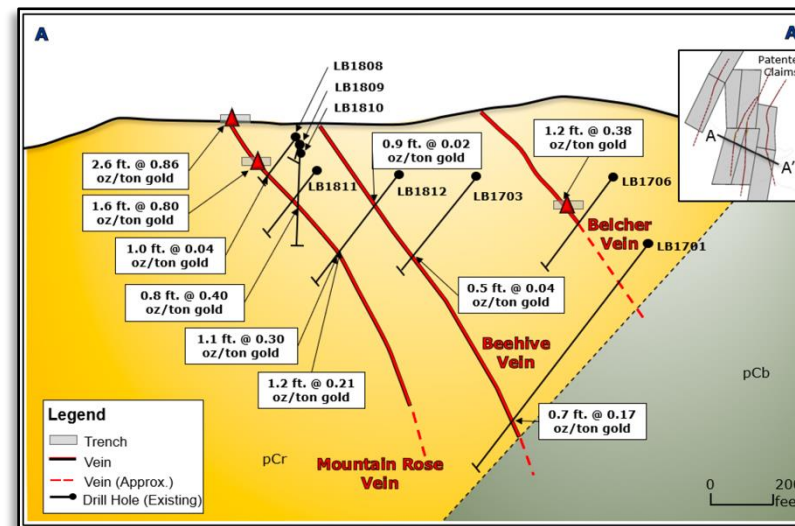 A
A'
LB1808
LB1809
LB1810
Patente
Claims
A
A'
2.6 ft. @ 0.86
oz/ton gold
1.6 ft. @ 0.80
oz/ton gold
1.0 ft. @ 0.04
oz/ton gold
0.8 ft. @ 0.40
oz/ton gold
1.1 ft. @ 0.30
oz/ton gold
1.2 ft. @ 0.21
oz/ton gold
0.9 ft. @ 0.02
oz/ton gold
1.2 ft. @ 0.38
oz/ton gold
LB1811
LB1812
LB1703
LB1706
LB1701
Belcher
Vein
0.5 ft. @ 0.04
oz/ton gold
Beehive
Vein
0.7 ft. @ 0.17
oz/ton gold
pCb
pCr
Mountain Rose
Vein
Legend
Trench
Vein
Vein (Approx.)
Drill Hole (Existing)
0
200
feet